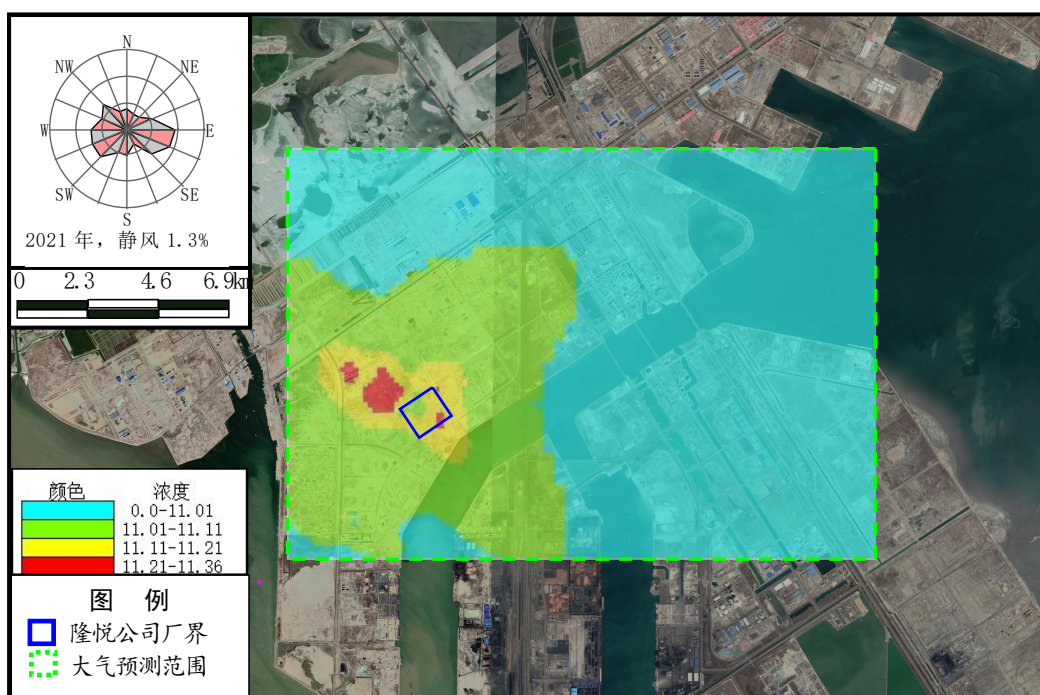 N
NW
NE
W
E
SW
SE
S
2021 年，静风 1.3%
0 2.3 4.6 6.9km
颜色 浓度
0.0-11.01
11.01-11.11
11.11-11.21
11.21-11.36
图 例
隆悦公司厂界
大气预测范围